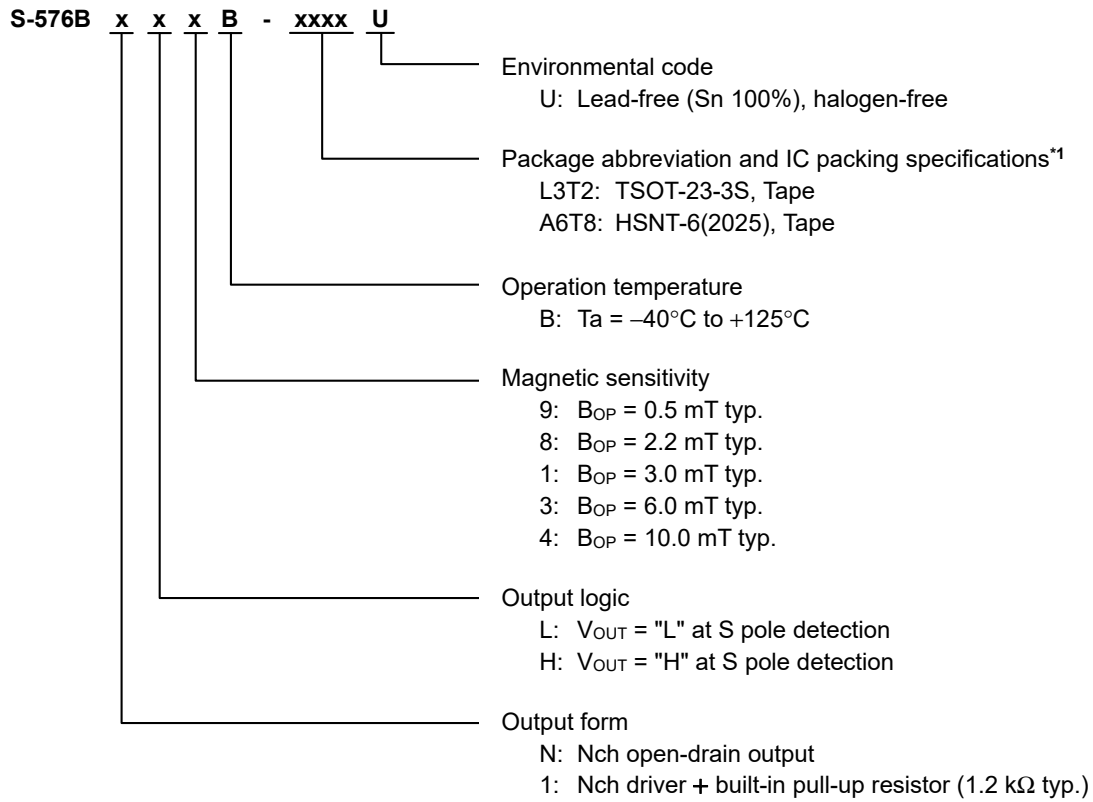 S-576B x x x B - xxxx U
Environmental code
U: Lead-free (Sn 100%), halogen-free
Package abbreviation and IC packing specifications*1
L3T2: TSOT-23-3S, Tape
A6T8: HSNT-6(2025), Tape
Operation temperature
B: Ta = −40°C to +125°C
Magnetic sensitivity
9: BOP = 0.5 mT typ.
8: BOP = 2.2 mT typ.
1: BOP = 3.0 mT typ.
3: BOP = 6.0 mT typ.
4: BOP = 10.0 mT typ.
Output logic
L: VOUT = "L" at S pole detection
H: VOUT = "H" at S pole detection
Output form
N: Nch open-drain output
1: Nch driver + built-in pull-up resistor (1.2 kΩ typ.)